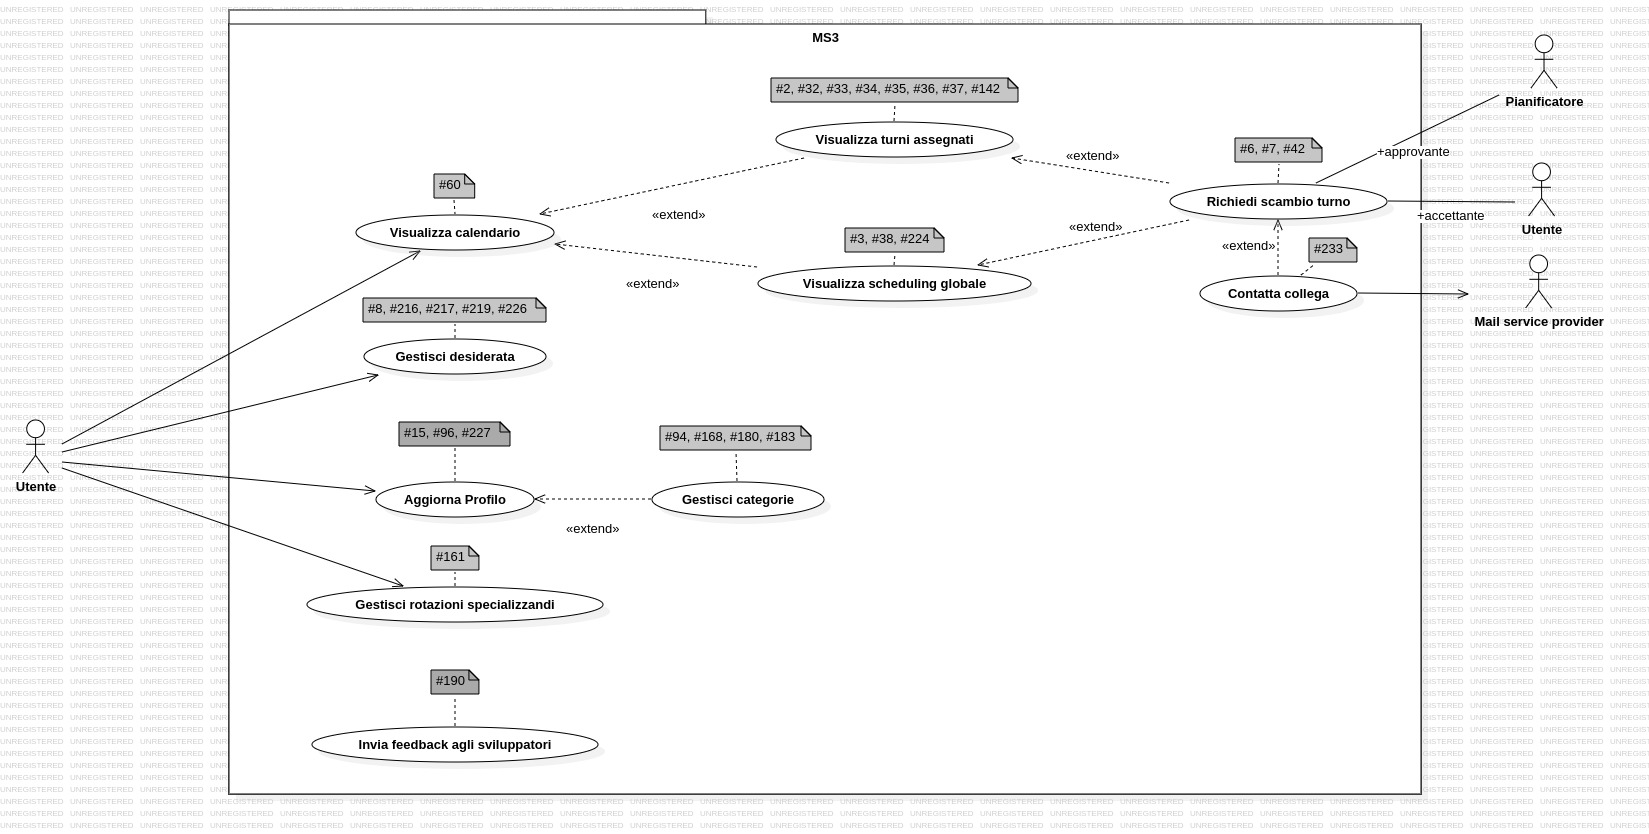 MS3
#2, #32, #33, #34, #35, #36, #37, #142
Visualizza turni assegnati
Pianificatore
+approvante
«extend»
#6, #7, #42
Richiedi scambio turno
+accettante
Utente
#60
Visualizza calendario
«extend»
«extend»
#3, #38, #224
Visualizza scheduling globale
«extend»
«extend»
#233
Contatta collega
Mail service provider
#8, #216, #217, #219, #226
Gestisci desiderata
Utente
#15, #96, #227
Aggiorna Profilo
#94, #168, #180, #183
Gestisci categorie
«extend»
#161
Gestisci rotazioni specializzandi
#190
Invia feedback agli sviluppatori
UNREGISTERED